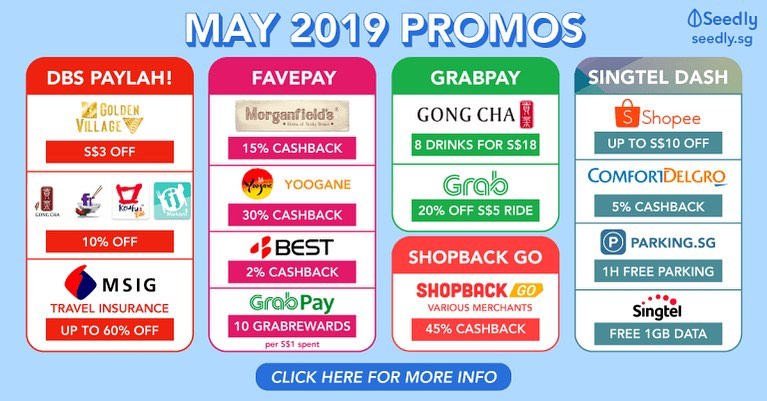 MAY 2019 PROMOS
Seedly
seedly.sg
DBS PAYLAH!
GOLDEN
VILLAGE
S$3 OFF
GONG CHA
10% OFF
MSIG
TRAVEL INSURANCE
UP TO 60% OFF
FAVEPAY
Morganfield's
15% CASHBACK
YOOGANE
30% CASHBACK
BEST
2% CASHBACK
GrabPay
10 GRABREWARDS
per S$1 spent
GRABPAY
GONG CHA
8 DRINKS FOR S$18
Grab
20% OFF S$5 RIDE
SHOPBACK GO
SHOPBACK GO
VARIOUS MERCHANTS
45% CASHBACK
SINGTEL DASH
Shopee
UP TO S$10 OFF
COMFORTDELGRO
5% CASHBACK
PARKING.SG
1H FREE PARKING
Singtel
FREE 1GB DATA
CLICK HERE FOR MORE INFO